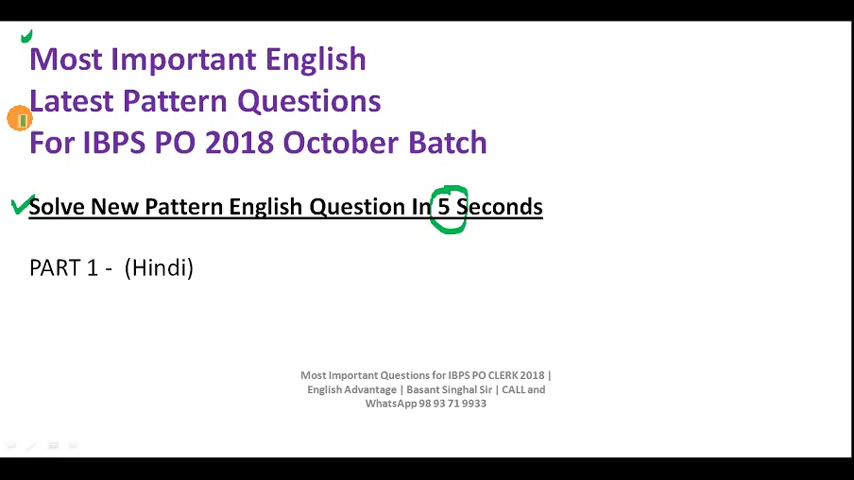 Most Important English
Latest Pattern Questions
For IBPS PO 2018 October Batch
Solve New Pattern English Question In 5 Seconds
PART 1 - (Hindi)
Most Important Questions for IBPS PO CLERK 2018 |
English Advantage | Basant Singhal Sir | CALL and
WhatsApp 98 93 71 9933